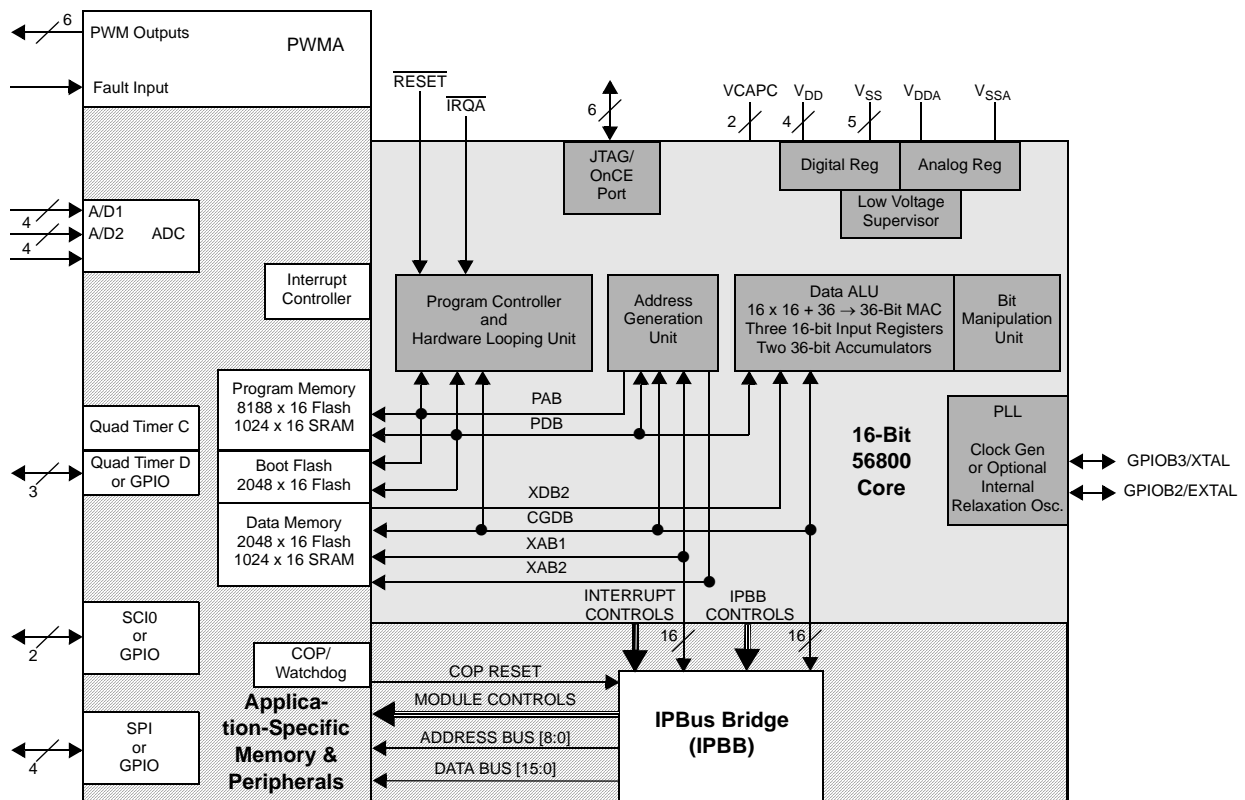 6
PWM Outputs
PWMA
Fault Input
RESET
IRQA
6
JTAG/
OnCE
Port
VCAPC
VDD
VSS
VDDA
VSSA
2
4
5
Digital Reg
Analog Reg
Low Voltage
Supervisor
4
A/D1
4
A/D2
ADC
Interrupt
Controller
Program Controller
and
Hardware Looping Unit
Address
Generation
Unit
Data ALU
16 x 16 + 36 → 36-Bit MAC
Three 16-bit Input Registers
Two 36-bit Accumulators
Bit
Manipulation
Unit
Program Memory
8188 x 16 Flash
1024 x 16 SRAM
PAB
PDB
Quad Timer C
Quad Timer D
or GPIO
3
Boot Flash
2048 x 16 Flash
XDB2
CGDB
XAB1
XAB2
Data Memory
2048 x 16 Flash
1024 x 16 SRAM
16-Bit
56800
Core
PLL
Clock Gen
or Optional
Internal
Relaxation Osc.
GPIOB3/XTAL
GPIOB2/EXTAL
INTERRUPT
CONTROLS
IPBB
CONTROLS
16
16
SCI0
or
GPIO
2
COP/
Watchdog
COP RESET
MODULE CONTROLS
ADDRESS BUS [8:0]
DATA BUS [15:0]
Applica-
tion-Specific
Memory &
Peripherals
IPBus Bridge
(IPBB)
SPI
or
GPIO
4